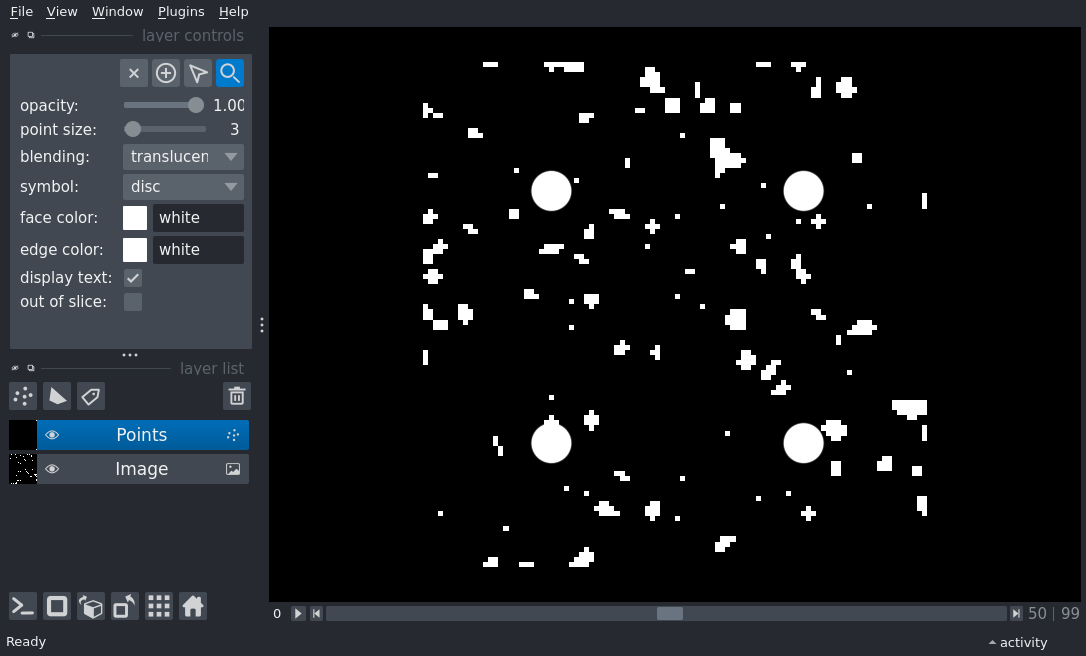 File View Window Plugins Help
layer controls
opacity: 1.00
point size: 3
blending: translucen
symbol: disc
face color: white
edge color: white
display text:
out of slice:
layer list
Points
Image
0 50 | 99
Ready activity